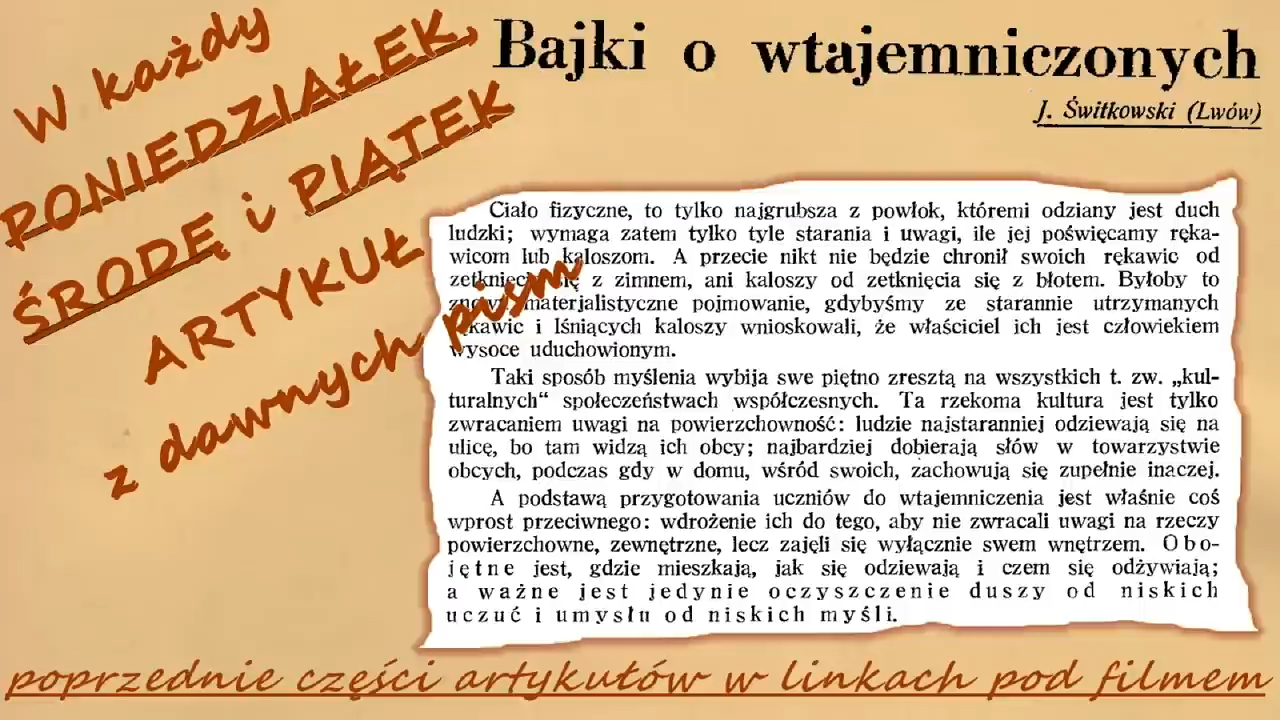 W każdy
PONIEDZIAŁEK,
ŚRODĘ i PIĄTEK
ARTYKUŁ
z dawnych pism
Bajki o wtajemniczonych
J. Świtkowski (Lwów)
Ciało fizyczne, to tylko najgrubsza z powłok, któremi odziany jest duch
ludzki; wymaga zatem tylko tyle starania i uwagi, ile jej poświęcamy ręka-
wicom lub kaloszom. A przecie nikt nie będzie chronił swoich rękawic od
zetknięcia się z zimnem, ani kaloszy od zetknięcia się z błotem. Byłoby to
znowu materjalistyczne pojmowanie, gdybyśmy ze starannie utrzymanych
rękawic i lśniących kaloszy wnioskowali, że właściciel ich jest człowiekiem
wysoce uduchowionym.
Taki sposób myślenia wybija swe piętno zresztą na wszystkich t. zw. „kul-
turalnych“ społeczeństwach współczesnych. Ta rzekoma kultura jest tylko
zwracaniem uwagi na powierzchowność: ludzie najstaranniej odziewają się na
ulicę, bo tam widzą ich obcy; najbardziej dobierają słów w towarzystwie
obcych, podczas gdy w domu, wśród swoich, zachowują się zupełnie inaczej.
A podstawą przygotowania uczniów do wtajemniczenia jest właśnie coś
wprost przeciwnego: wdrożenie ich do tego, aby nie zwracali uwagi na rzeczy
powierzchowne, zewnętrzne, lecz zajęli się wyłącznie swem wnętrzem. Obo-
jętne jest, gdzie mieszkają, jak się odziewają i czem się odżywiają;
a ważne jest jedynie oczyszczenie duszy od niskich
uczuć i umysłu od niskich myśli.
poprzednie części artykułów w linkach pod filmem